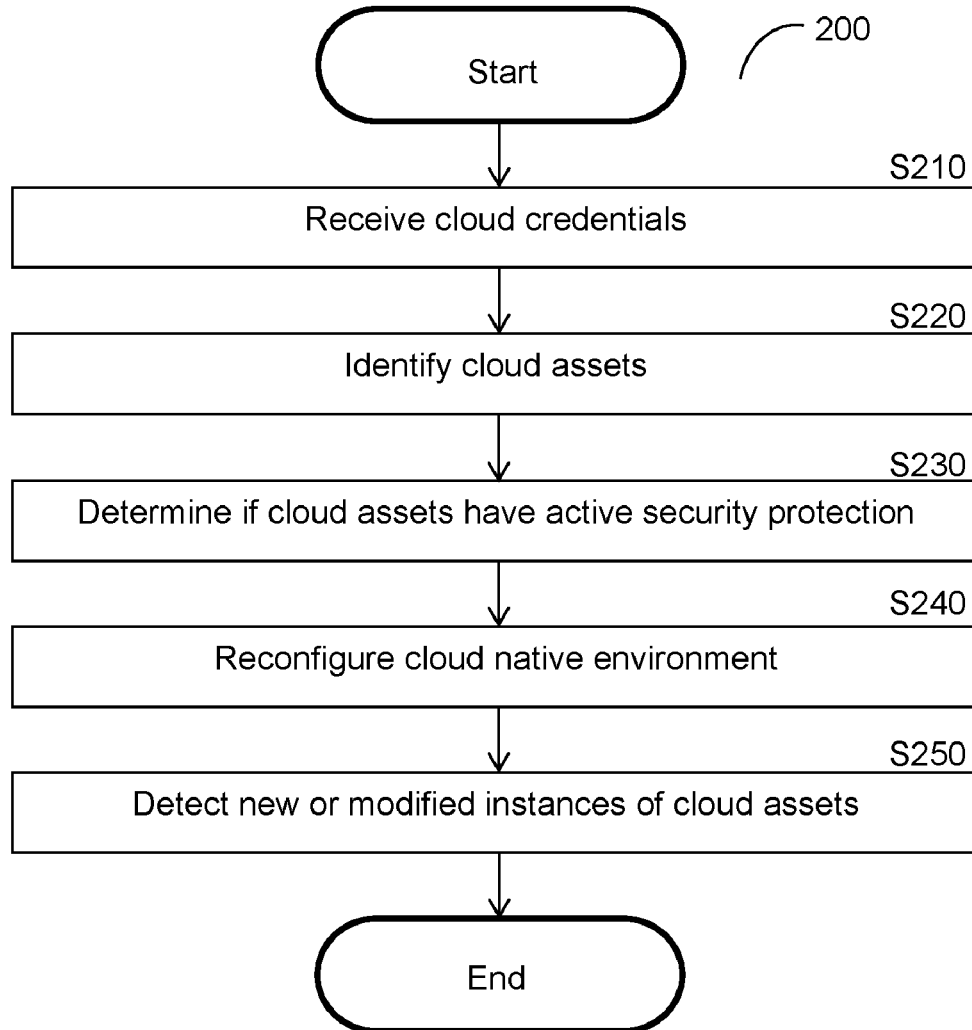 200
Start
S210
Receive cloud credentials
S220
Identify cloud assets
S230
Determine if cloud assets have active security protection
S240
Reconfigure cloud native environment
S250
Detect new or modified instances of cloud assets
End